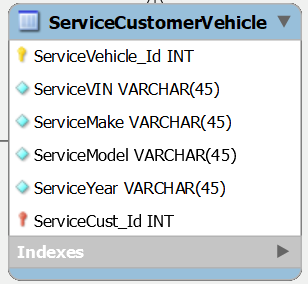 ServiceCustomerVehicle
ServiceVehicle_Id INT
ServiceVIN VARCHAR(45)
ServiceMake VARCHAR(45)
ServiceModel VARCHAR(45)
ServiceYear VARCHAR(45)
ServiceCust_Id INT
Indexes